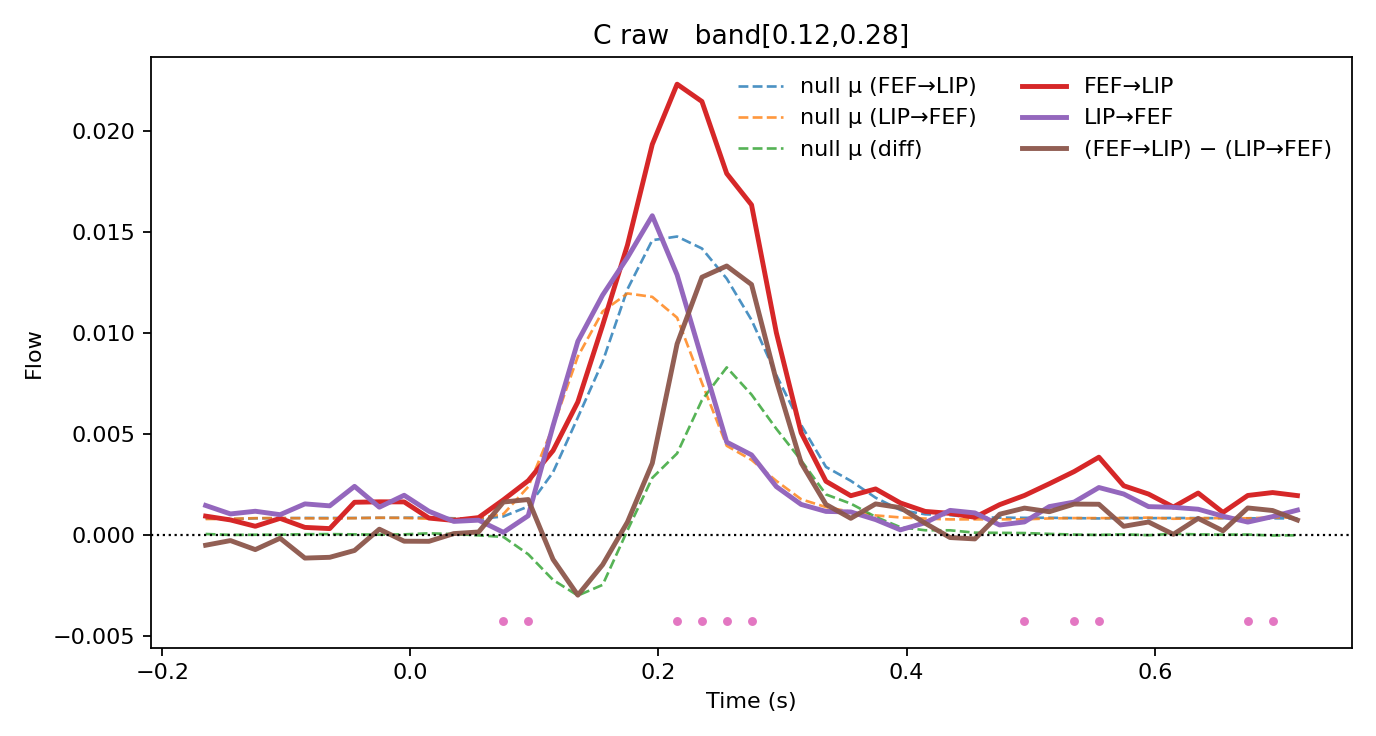 C raw   band[0.12,0.28]
null μ (FEF→LIP)
null μ (LIP→FEF)
null μ (diff)
FEF→LIP
LIP→FEF
(FEF→LIP) − (LIP→FEF)
Flow
0.020
0.015
0.010
0.005
0.000
−0.005
−0.2
0.0
0.2
0.4
0.6
Time (s)